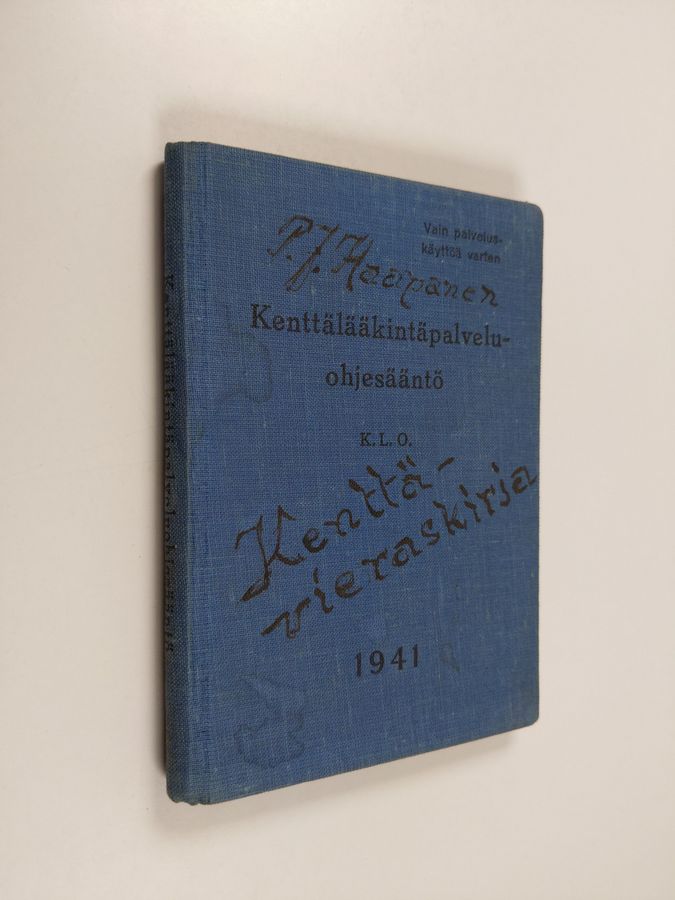 Vain palvelus-
käyttöä varten
P.J. Haapanen
Kenttälääkintäpalvelu-
ohjesääntö
K.L.O.
Kenttä-
vieraskirja
1941
Kenttälääkintäpalveluohjesääntö